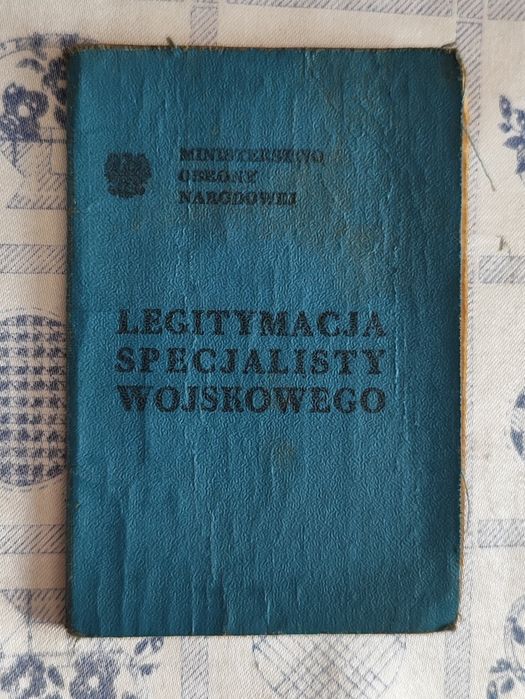 MINISTERSTWO
OBRONY
NARODOWEJ
LEGITYMACJA
SPECJALISTY
WOJSKOWEGO